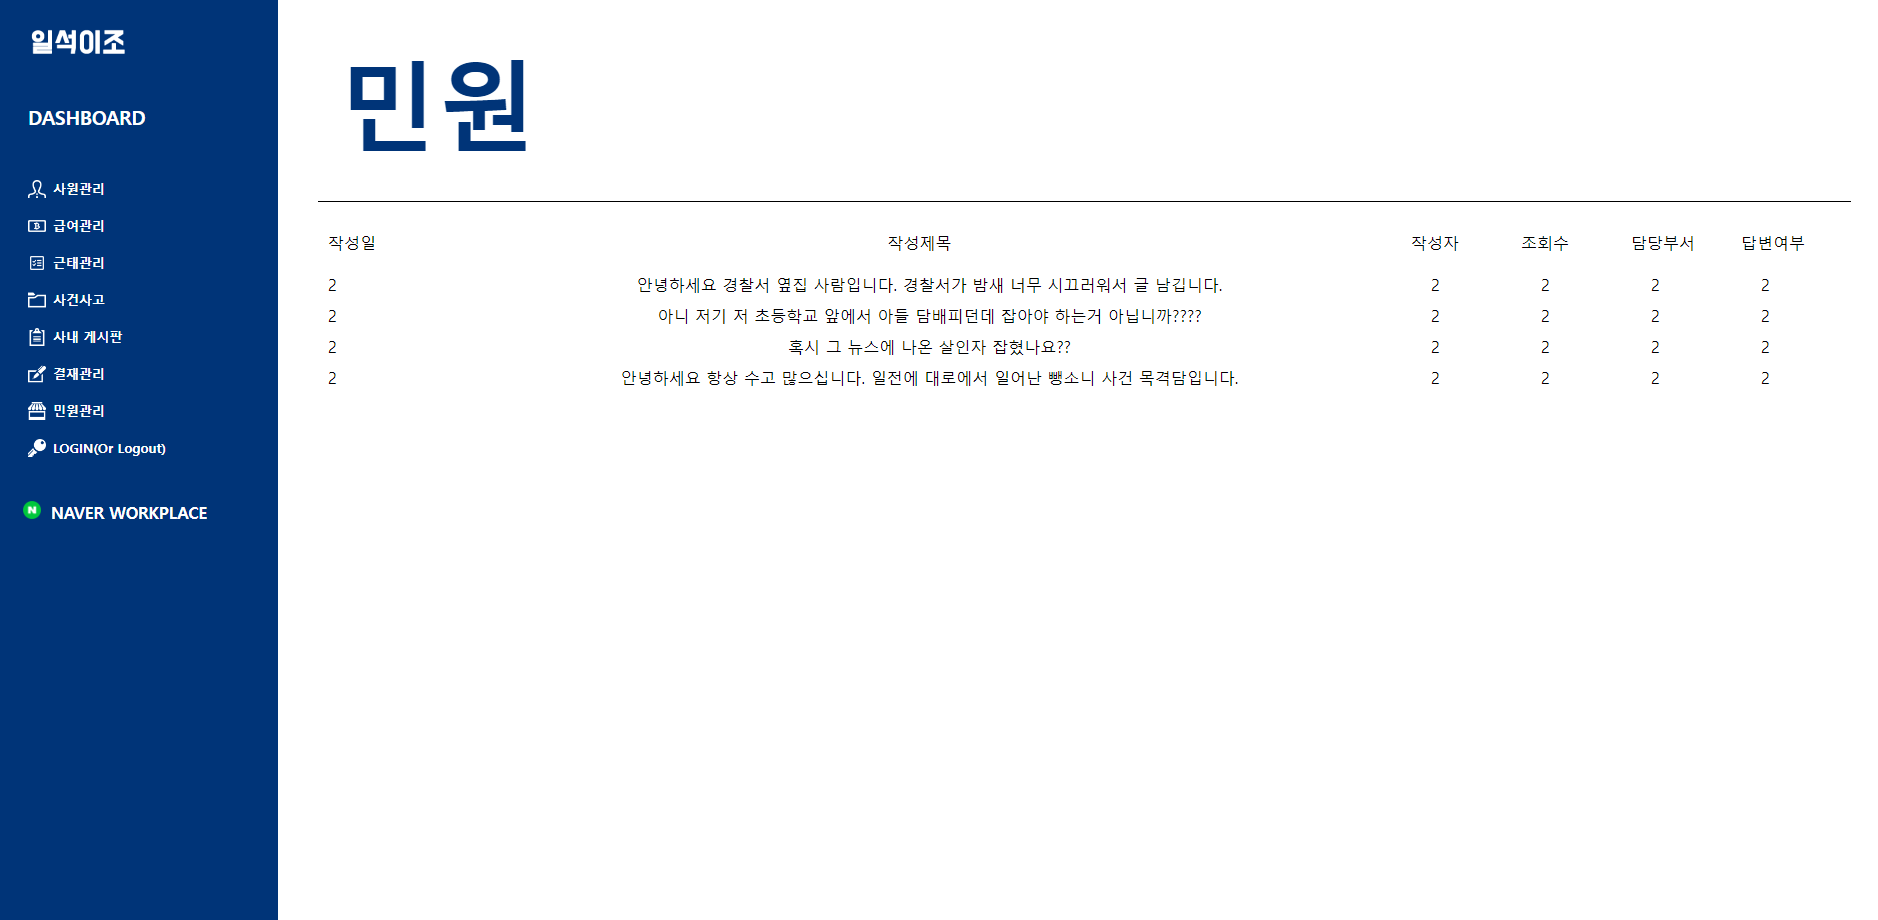 일석이조
DASHBOARD
사원관리
급여관리
근태관리
사건사고
사내 게시판
결재관리
민원관리
LOGIN(Or Logout)
NAVER WORKPLACE
민원
작성일 작성제목 작성자 조회수 담당부서 답변여부
2 안녕하세요 경찰서 옆집 사람입니다. 경찰서가 밤새 너무 시끄러워서 글 남깁니다. 2 2 2 2
2 아니 저기 저 초등학교 앞에서 아들 담배피던데 잡아야 하는거 아닙니까???? 2 2 2 2
2 혹시 그 뉴스에 나온 살인자 잡혔나요?? 2 2 2 2
2 안녕하세요 항상 수고 많으십니다. 일전에 대로에서 일어난 뺑소니 사건 목격담입니다. 2 2 2 2